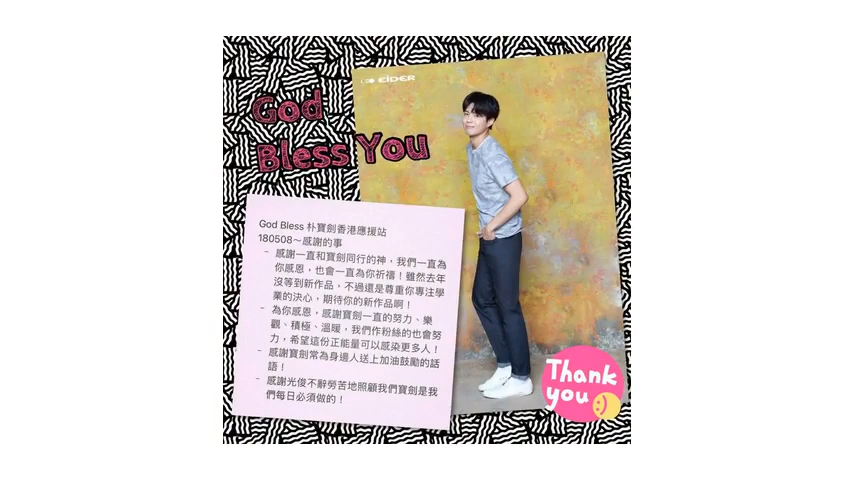 EIDER
God
Bless You
God Bless 朴寶劍香港應援站
180508～感謝的事
- 感謝一直和寶劍同行的神，我們一直為
你感恩，也會一直為你祈禱！雖然去年
沒等到新作品，不過還是尊重你專注學
業的決心，期待你的新作品啊！
- 為你感恩，感謝寶劍一直的努力、樂
觀、積極、溫暖，我們作粉絲的也會努
力，希望這份正能量可以感染更多人！
- 感謝寶劍常為身邊人送上加油鼓勵的話
語！
- 感謝光俊不辭勞苦地照顧我們寶劍是我
們每日必須做的！
Thank
you